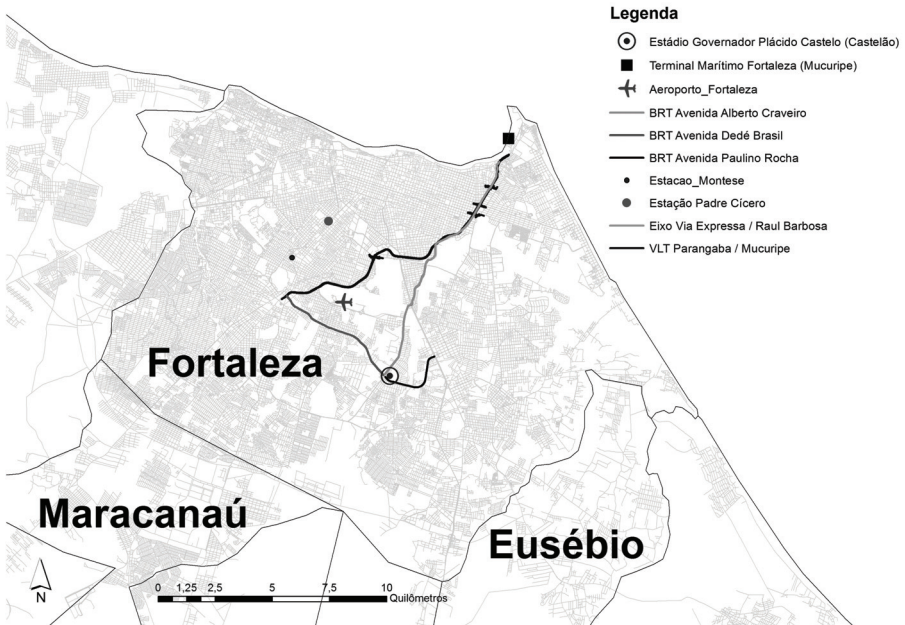 Legenda
Estádio Governador Plácido Castelo (Castelão)
Terminal Marítimo Fortaleza (Mucuripe)
Aeroporto_Fortaleza
BRT Avenida Alberto Craveiro
BRT Avenida Dedé Brasil
BRT Avenida Paulino Rocha
Estacao_Montese
Estação Padre Cícero
Eixo Via Expressa / Raul Barbosa
VLT Parangaba / Mucuripe
Fortaleza
Maracanaú
Eusébio
N
0 1,25 2,5 5 7,5 10
Quilômetros